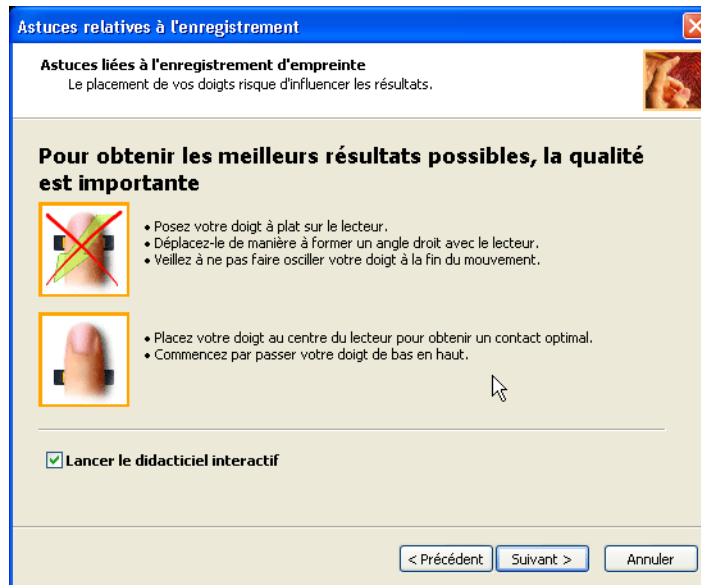 Astuces relatives à l'enregistrement
Astuces liées à l'enregistrement d'empreinte
Le placement de vos doigts risque d'influencer les résultats.
Pour obtenir les meilleurs résultats possibles, la qualité
est importante
• Posez votre doigt à plat sur le lecteur.
• Déplacez-le de manière à former un angle droit avec le lecteur.
• Veillez à ne pas faire osciller votre doigt à la fin du mouvement.
• Placez votre doigt au centre du lecteur pour obtenir un contact optimal.
• Commencez par passer votre doigt de bas en haut.
Lancer le didacticiel interactif
< Précédent Suivant > Annuler